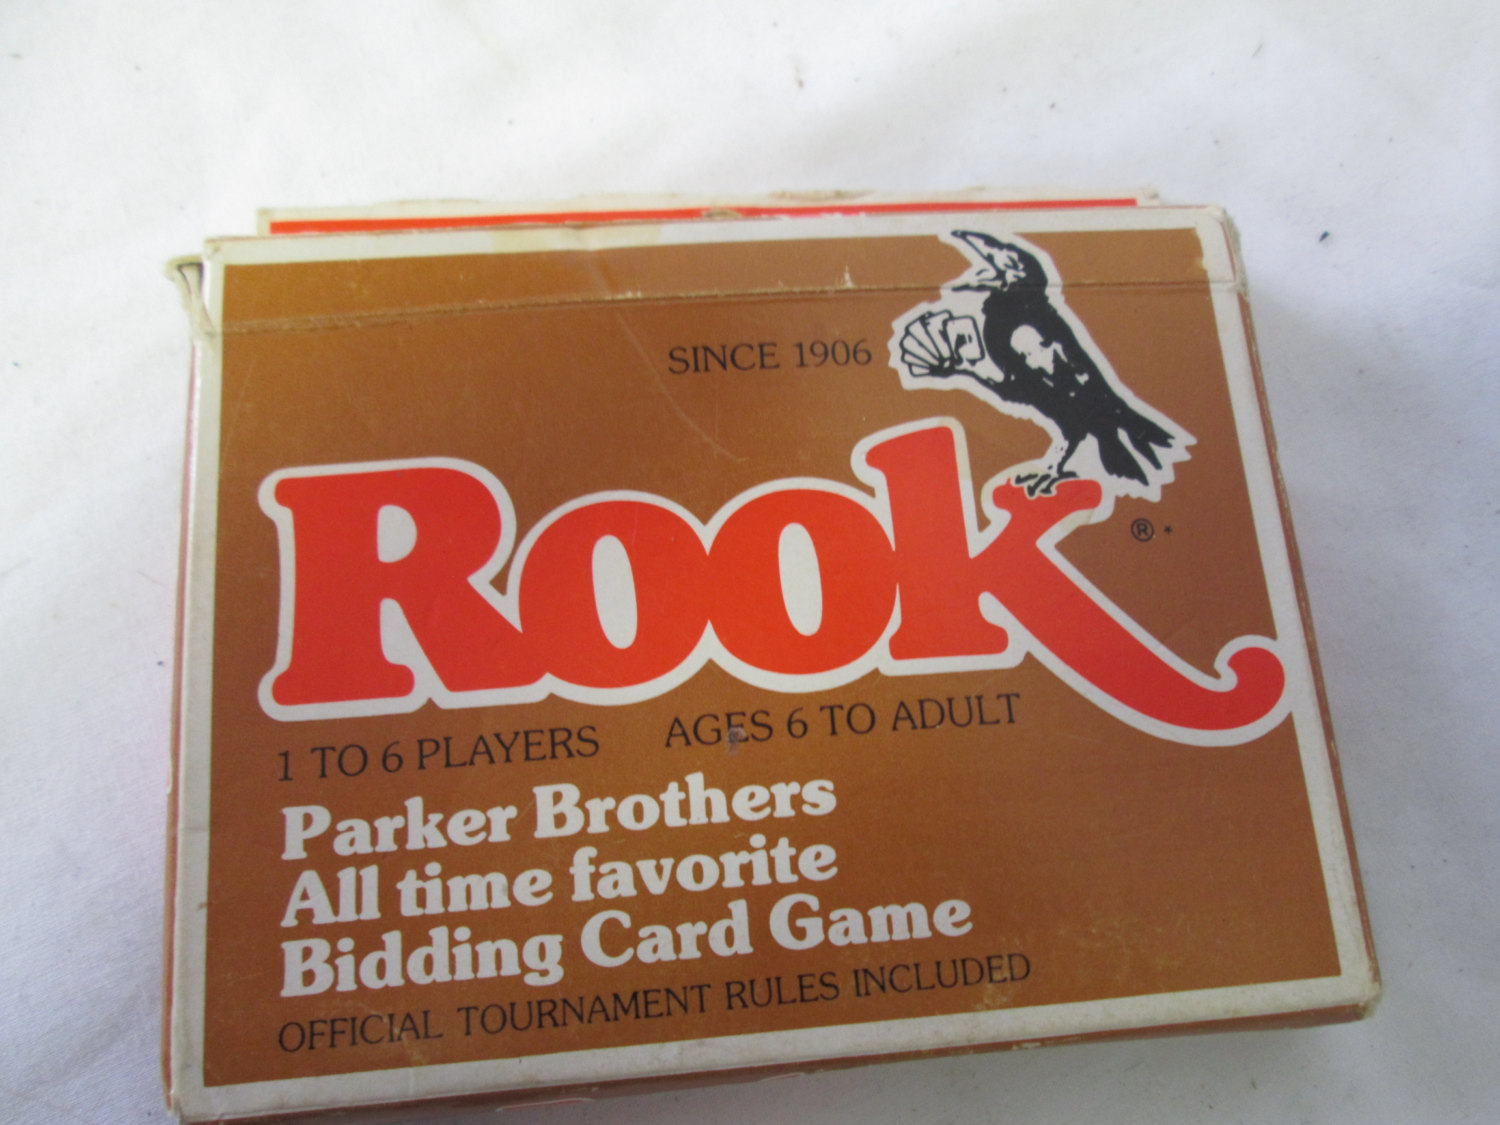 SINCE 1906
Rook
® *
1 TO 6 PLAYERS AGES 6 TO ADULT
Parker Brothers
All time favorite
Bidding Card Game
OFFICIAL TOURNAMENT RULES INCLUDED